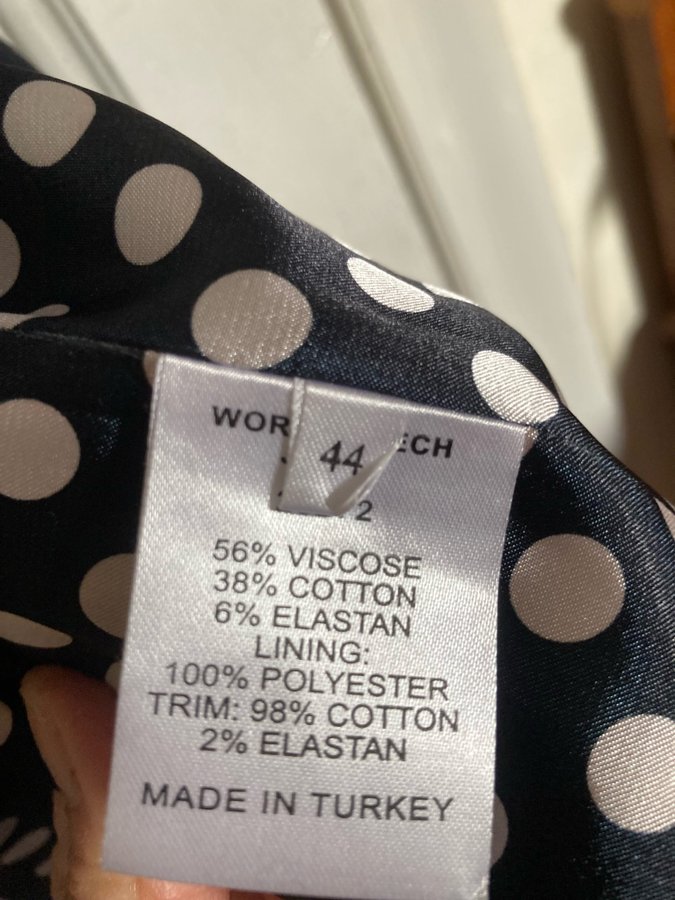 44
56% VISCOSE
38% COTTON
6% ELASTAN
LINING:
100% POLYESTER
TRIM: 98% COTTON
2% ELASTAN
MADE IN TURKEY